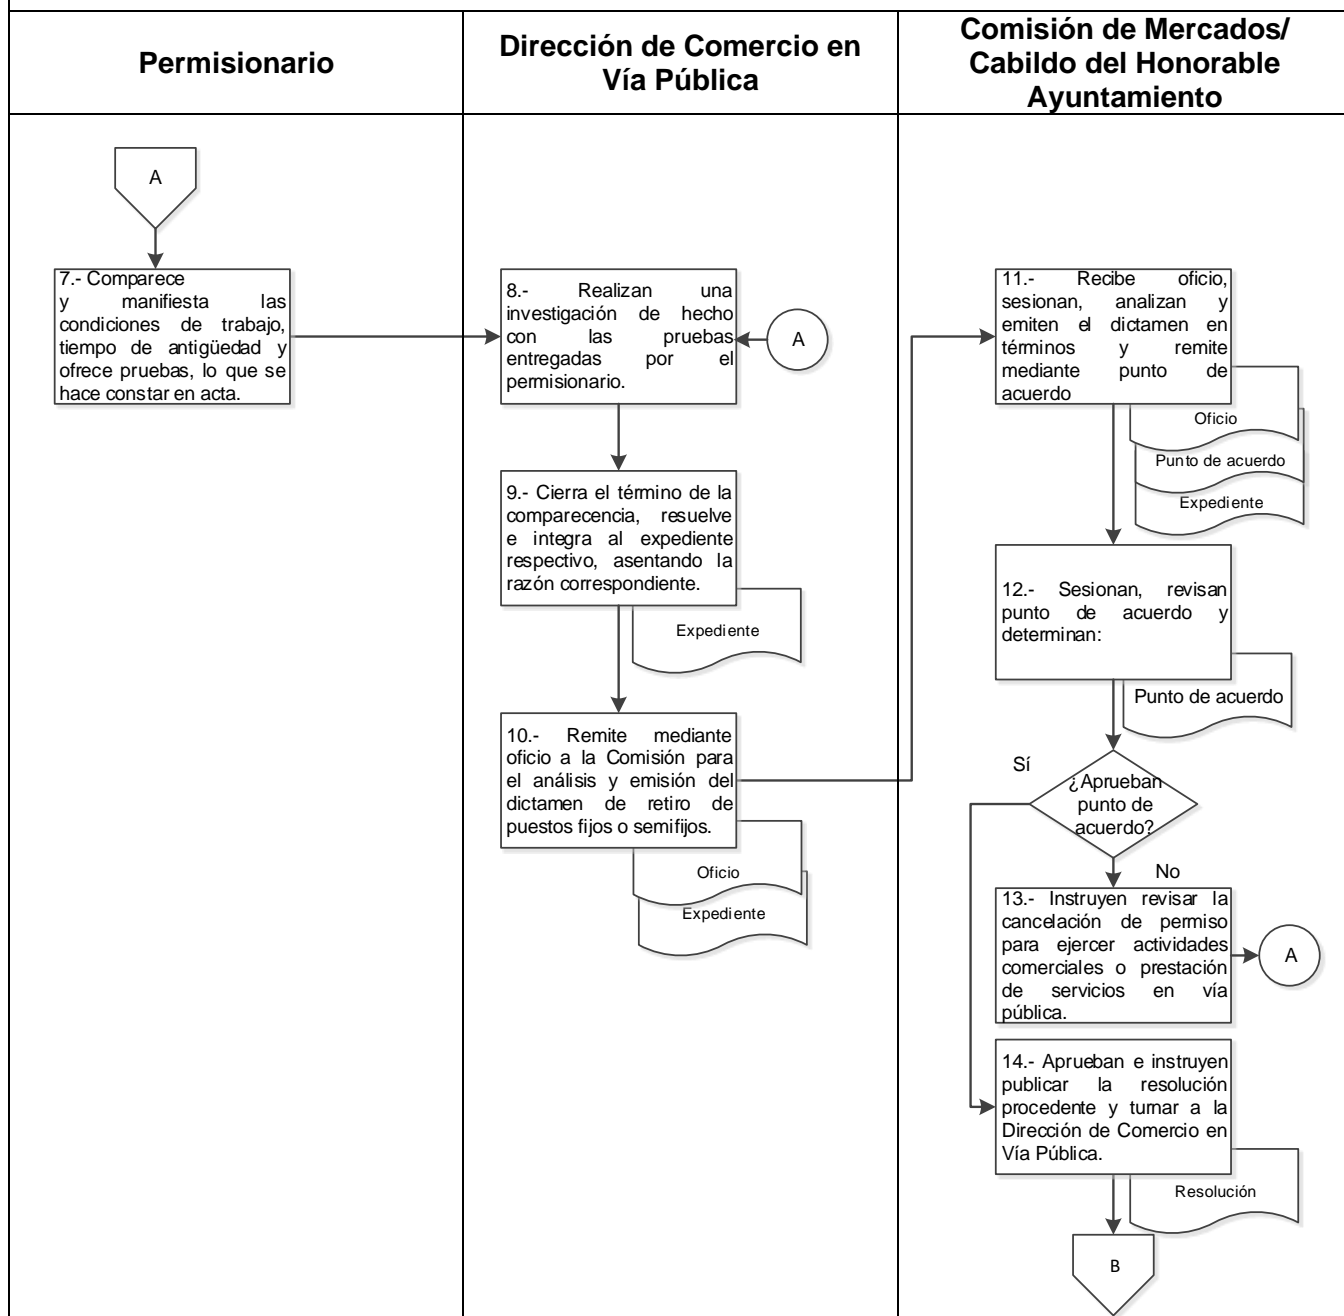 Permisionario
Dirección de Comercio en
Vía Pública
Comisión de Mercados/
Cabildo del Honorable
Ayuntamiento
A
7.- Comparece
y manifiesta las
condiciones de trabajo,
tiempo de antigüedad y
ofrece pruebas, lo que se
hace constar en acta.
8.- Realizan una
investigación de hecho
con las pruebas
entregadas por el
permisionario.
A
9.- Cierra el término de la
comparecencia, resuelve
e integra al expediente
respectivo, asentando la
razón correspondiente.
Expediente
10.- Remite mediante
oficio a la Comisión para
el análisis y emisión del
dictamen de retiro de
puestos fijos o semifijos.
Oficio
Expediente
11.- Recibe oficio,
sesionan, analizan y
emiten el dictamen en
términos y remite
mediante punto de
acuerdo
Oficio
Punto de acuerdo
Expediente
12.- Sesionan, revisan
punto de acuerdo y
determinan:
Punto de acuerdo
Sí
¿Aprueban
punto de
acuerdo?
No
13.- Instruyen revisar la
cancelación de permiso
para ejercer actividades
comerciales o prestación
de servicios en vía
pública.
A
14.- Aprueban e instruyen
publicar la resolución
procedente y turnar a la
Dirección de Comercio en
Vía Pública.
Resolución
B